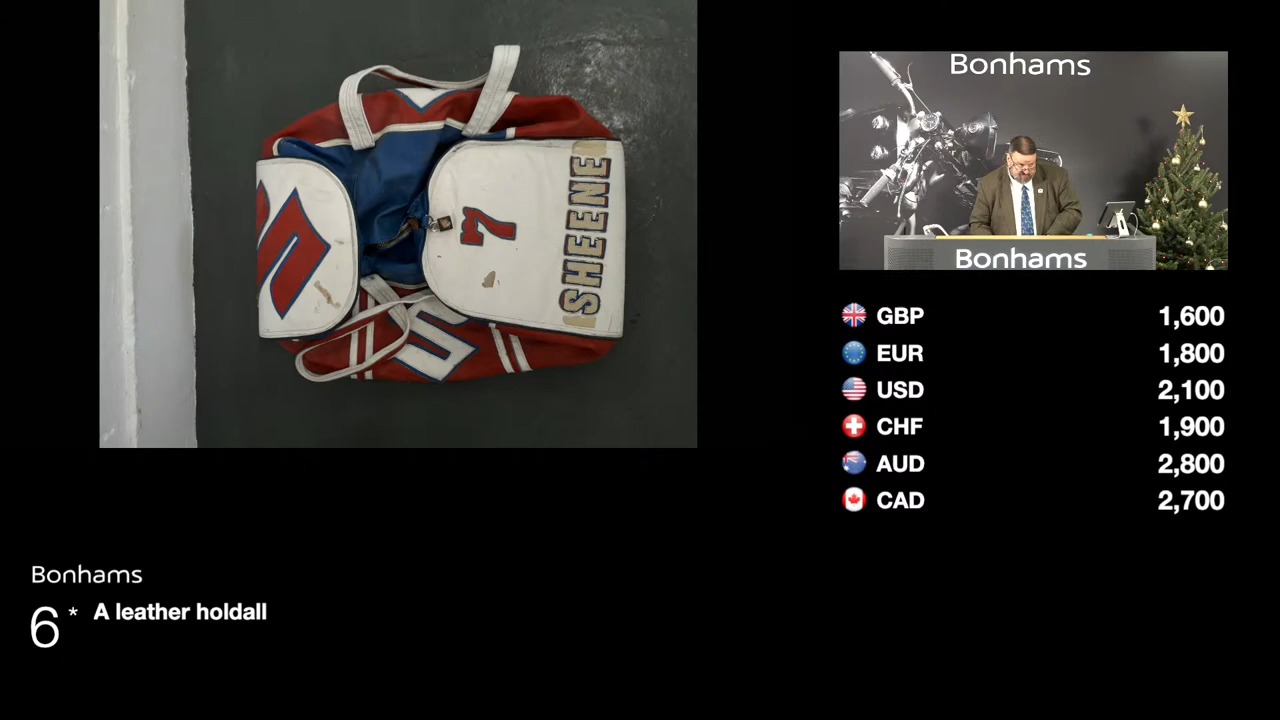 SHEENE
7
Bonhams
Bonhams
GBP 1,600
EUR 1,800
USD 2,100
CHF 1,900
AUD 2,800
CAD 2,700
Bonhams
6* A leather holdall